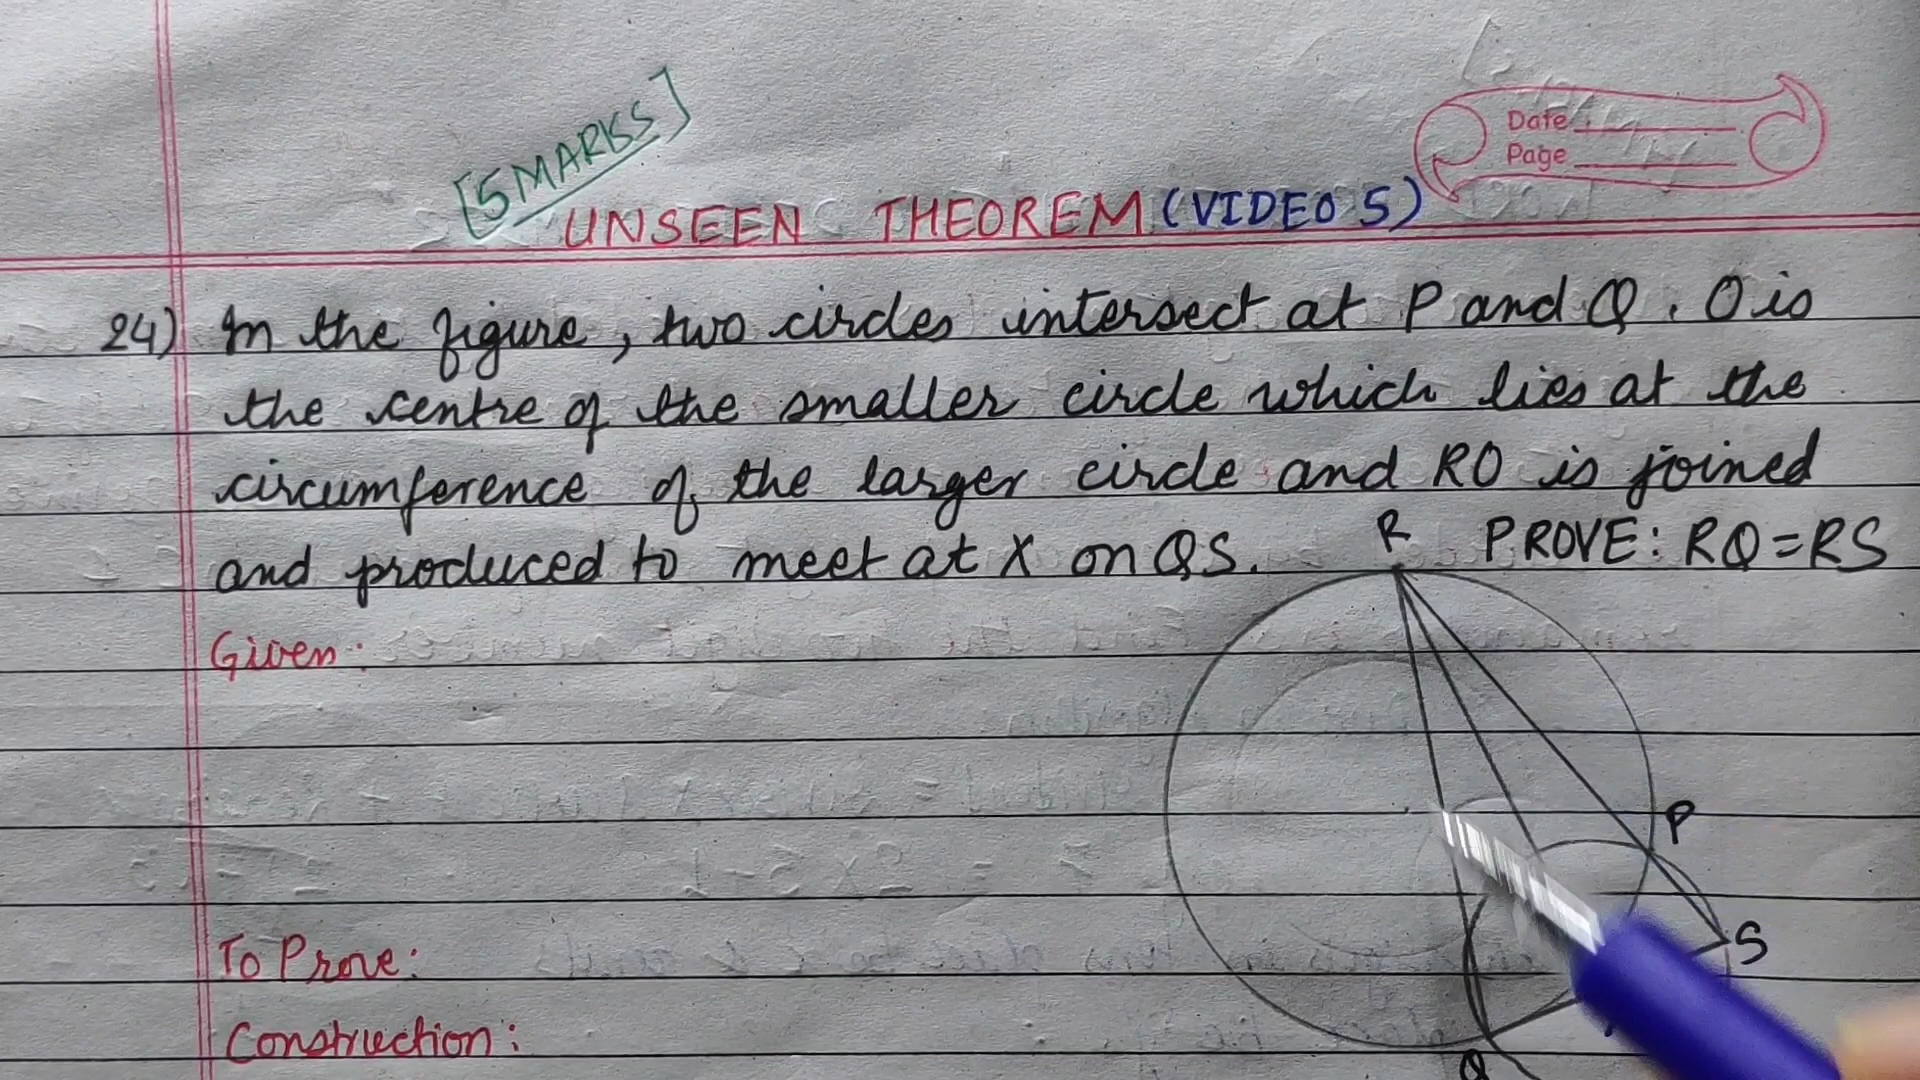 [5 MARKS]
Date
Page
UNSEEN THEOREM (VIDEO 5)
24) In the figure, two circles intersect at P and Q. O is
the centre of the smaller circle which lies at the
circumference of the larger circle and RO is joined
and produced to meet at X on QS.
R PROVE: RQ=RS
Given:
P
To Prove:
S
Construction:
Q